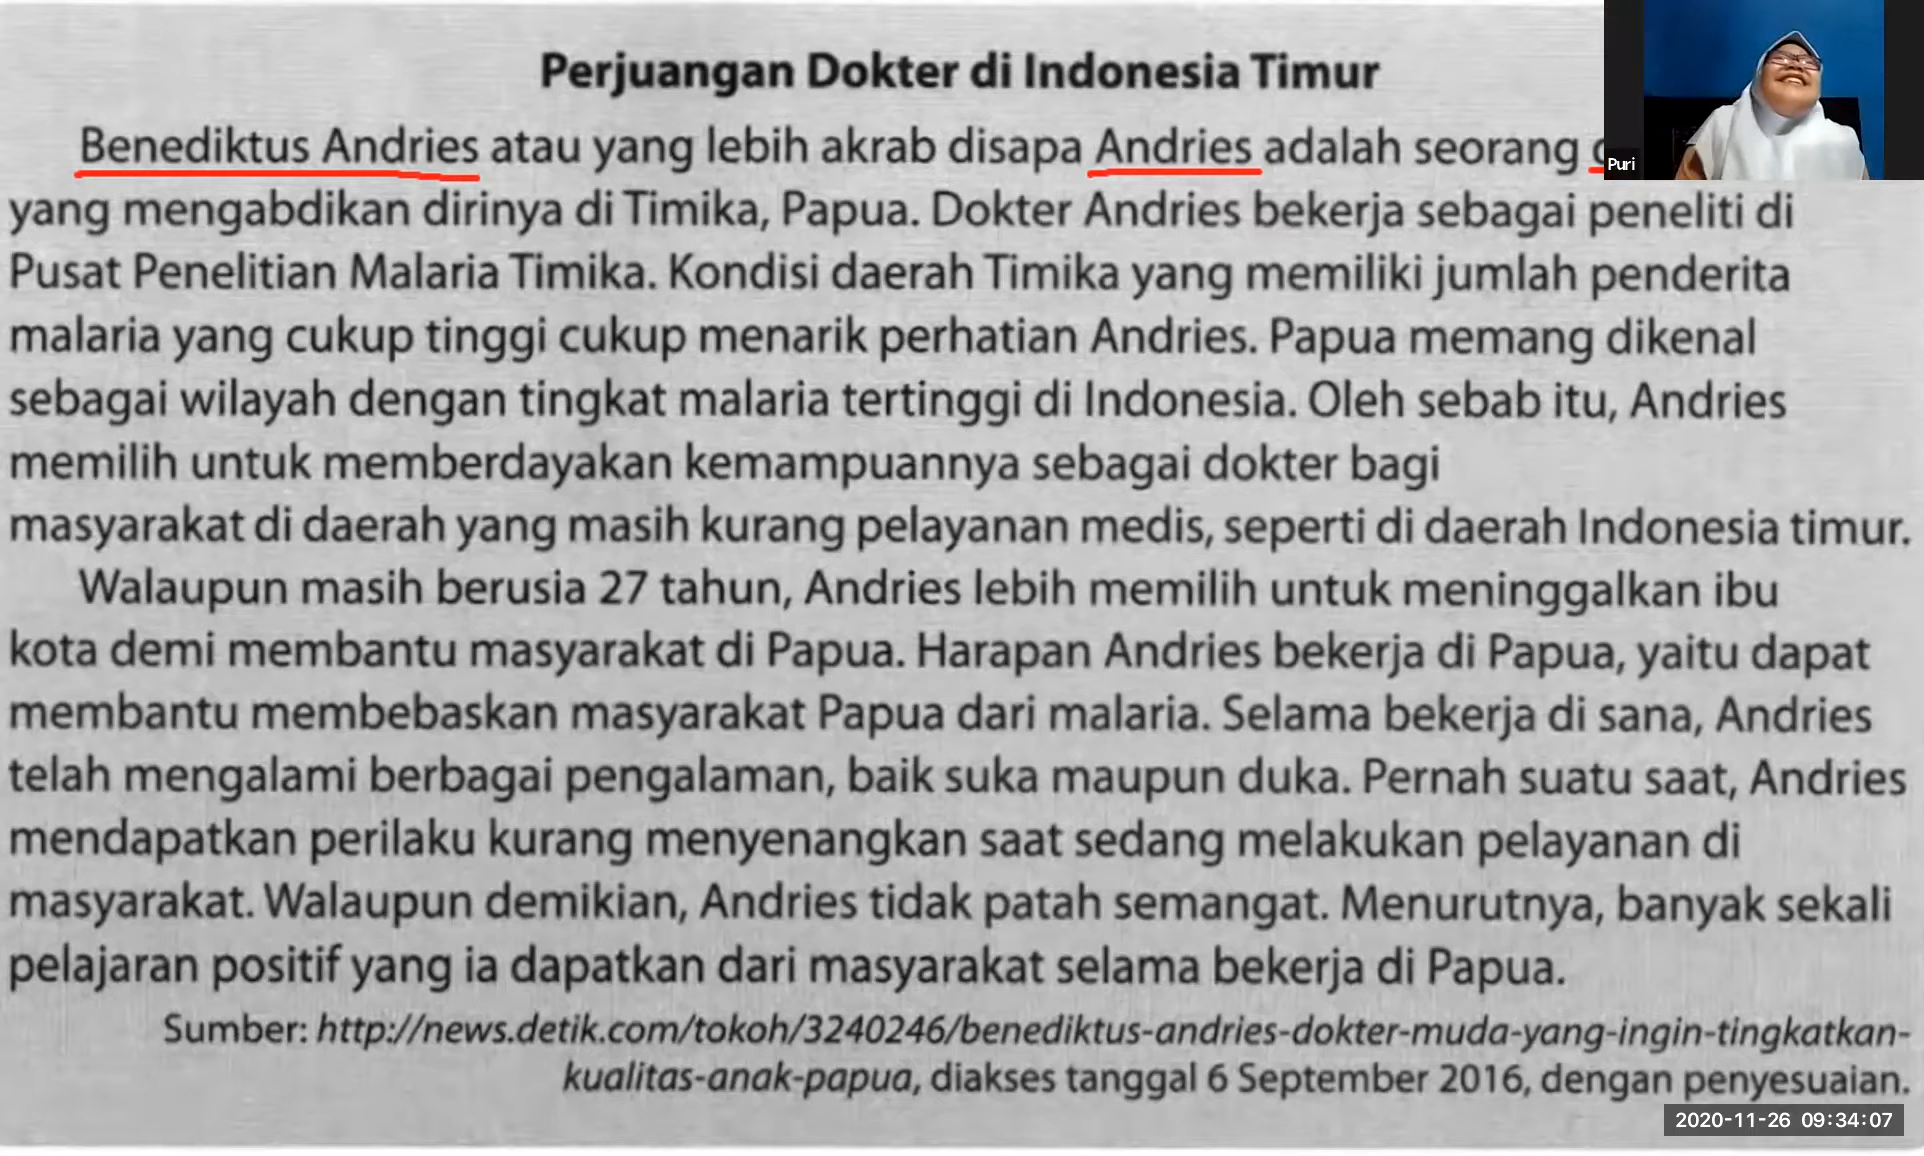 Perjuangan Dokter di Indonesia Timur
Benediktus Andries atau yang lebih akrab disapa Andries adalah seorang
Puri
yang mengabdikan dirinya di Timika, Papua. Dokter Andries bekerja sebagai peneliti di
Pusat Penelitian Malaria Timika. Kondisi daerah Timika yang memiliki jumlah penderita
malaria yang cukup tinggi cukup menarik perhatian Andries. Papua memang dikenal
sebagai wilayah dengan tingkat malaria tertinggi di Indonesia. Oleh sebab itu, Andries
memilih untuk memberdayakan kemampuannya sebagai dokter bagi
masyarakat di daerah yang masih kurang pelayanan medis, seperti di daerah Indonesia timur.
Walaupun masih berusia 27 tahun, Andries lebih memilih untuk meninggalkan ibu
kota demi membantu masyarakat di Papua. Harapan Andries bekerja di Papua, yaitu dapat
membantu membebaskan masyarakat Papua dari malaria. Selama bekerja di sana, Andries
telah mengalami berbagai pengalaman, baik suka maupun duka. Pernah suatu saat, Andries
mendapatkan perilaku kurang menyenangkan saat sedang melakukan pelayanan di
masyarakat. Walaupun demikian, Andries tidak patah semangat. Menurutnya, banyak sekali
pelajaran positif yang ia dapatkan dari masyarakat selama bekerja di Papua.
Sumber: http://news.detik.com/tokoh/3240246/benediktus-andries-dokter-muda-yang-ingin-tingkatkan-
kualitas-anak-papua, diakses tanggal 6 September 2016, dengan penyesuaian.
2020-11-26 09:34:07